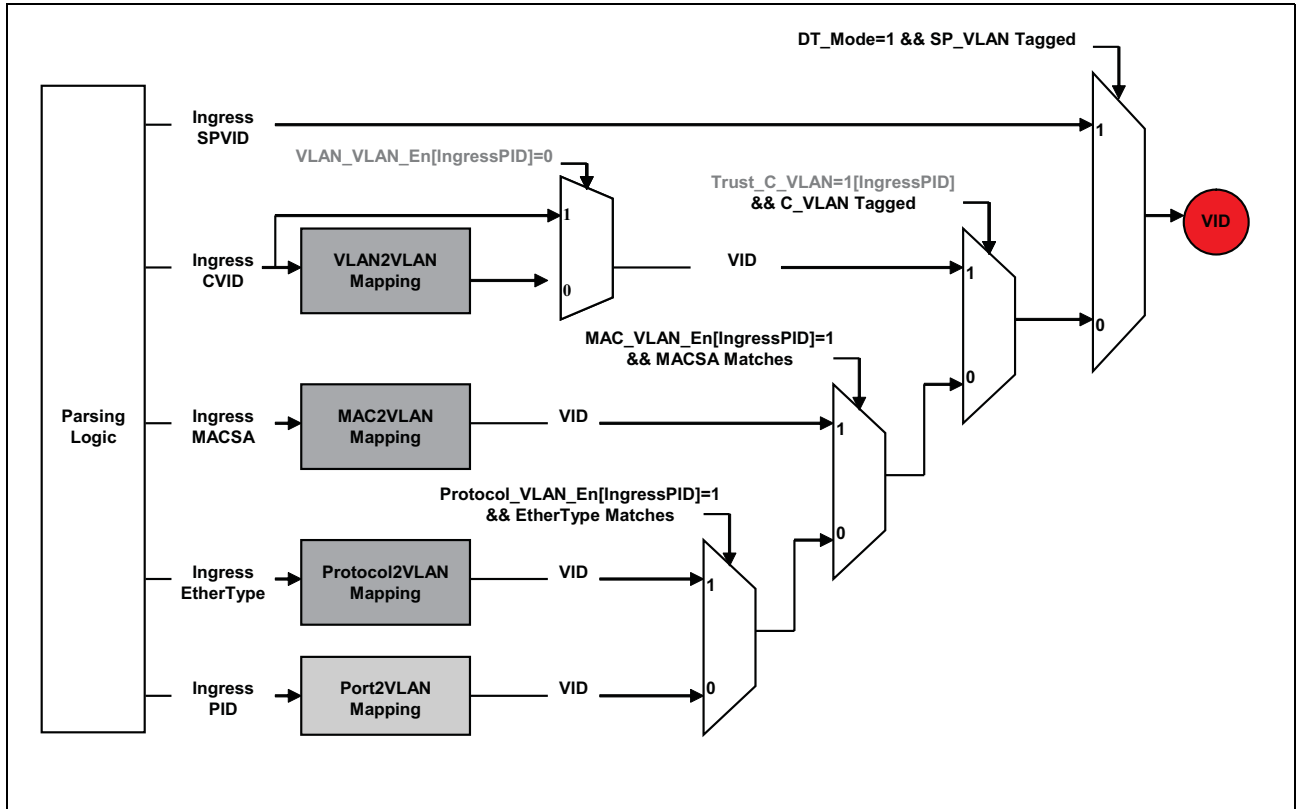 DT_Mode=1 && SP_VLAN Tagged
Ingress
SPVID
1
VLAN_VLAN_En[IngressPID]=0
Trust_C_VLAN=1[IngressPID]
&& C_VLAN Tagged
1
VID
Ingress
CVID
VLAN2VLAN
Mapping
0
VID
1
0
MAC_VLAN_En[IngressPID]=1
&& MACSA Matches
0
Parsing
Logic
Ingress
MACSA
MAC2VLAN
Mapping
VID
1
Protocol_VLAN_En[IngressPID]=1
&& EtherType Matches
0
Ingress
EtherType
Protocol2VLAN
Mapping
VID
1
Ingress
PID
Port2VLAN
Mapping
VID
0